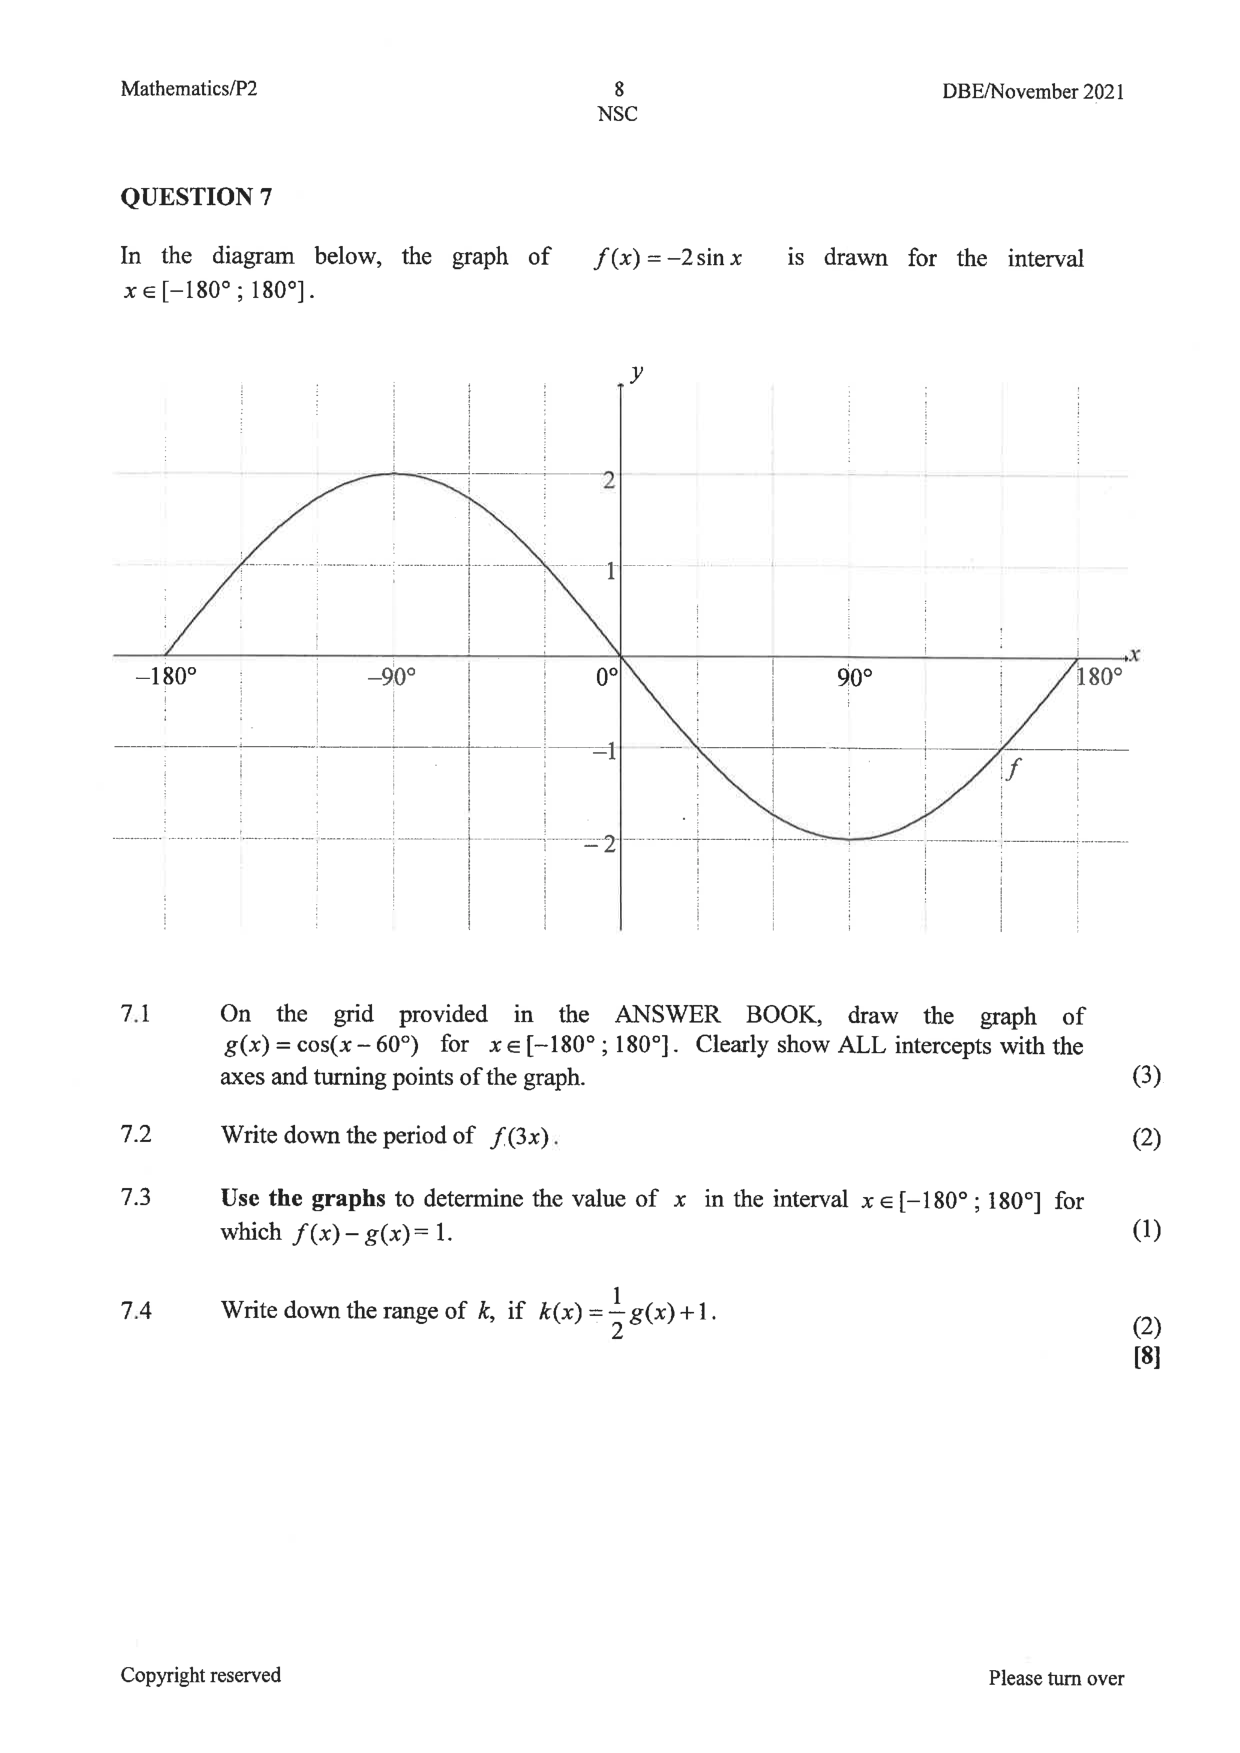 Mathematics/P2
8
DBE/November 2021
NSC
QUESTION 7
In the diagram below, the graph of f(x) = −2 sin x is drawn for the interval
x ∈ [−180° ; 180°].
y
2
1
x
−180°
−90°
0°
90°
180°
−1
f
−2
7.1 On the grid provided in the ANSWER BOOK, draw the graph of
g(x) = cos(x − 60°) for x ∈ [−180° ; 180°]. Clearly show ALL intercepts with the
axes and turning points of the graph. (3)
7.2 Write down the period of f(3x). (2)
7.3 Use the graphs to determine the value of x in the interval x ∈ [−180° ; 180°] for
which f(x) − g(x) = 1. (1)
7.4 Write down the range of k, if k(x) = 1/2 g(x) + 1.
(2)
[8]
Copyright reserved
Please turn over